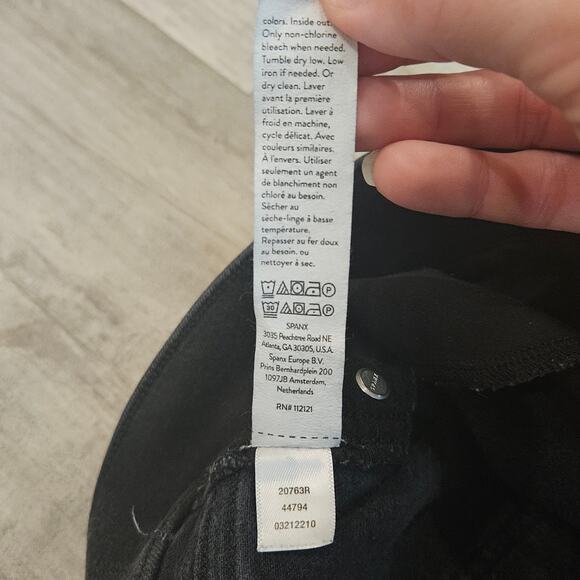 colors. Inside out.
Only non-chlorine
bleach when needed.
Tumble dry low. Low
iron if needed. Or
dry clean. Laver
avant la première
utilisation. Laver à
froid en machine,
cycle délicat. Avec
couleurs similaires.
À l'envers. Utiliser
seulement un agent
de blanchiment non
chloré au besoin.
Sécher au
sèche-linge à basse
température.
Repasser au fer doux
au besoin. ou
nettoyer à sec.
P
30 P
SPANX
3035 Peachtree Road NE
Atlanta, GA 30305, U.S.A.
Spanx Europe B.V.
Prins Bernhardplein 200
1097JB Amsterdam,
Netherlands
RN# 112121
20763R
44794
03212210